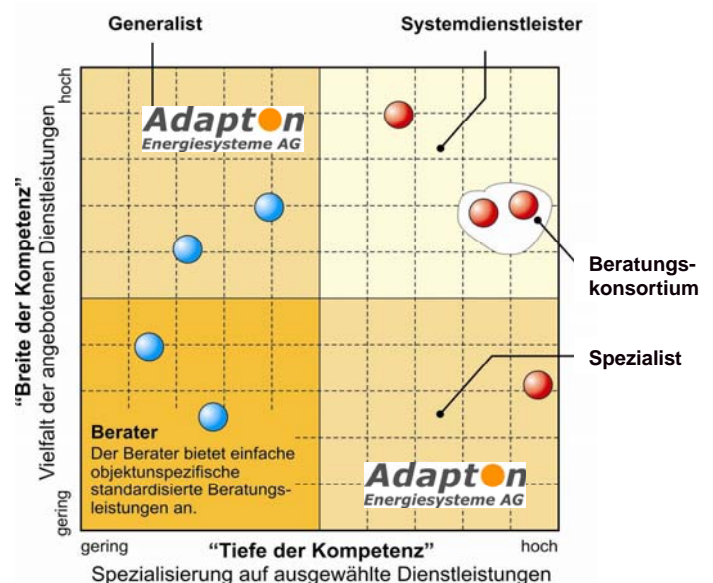 Generalist
Systemdienstleister
hoch
Adapton
Energiesysteme AG
"Breite der Kompetenz"
Vielfalt der angebotenen Dienstleistungen
Beratungs-
konsortium
Spezialist
Berater
Der Berater bietet einfache
objektunspezifische
standardisierte Beratungs-
leistungen an.
Adapton
Energiesysteme AG
gering
gering
"Tiefe der Kompetenz"
hoch
Spezialisierung auf ausgewählte Dienstleistungen